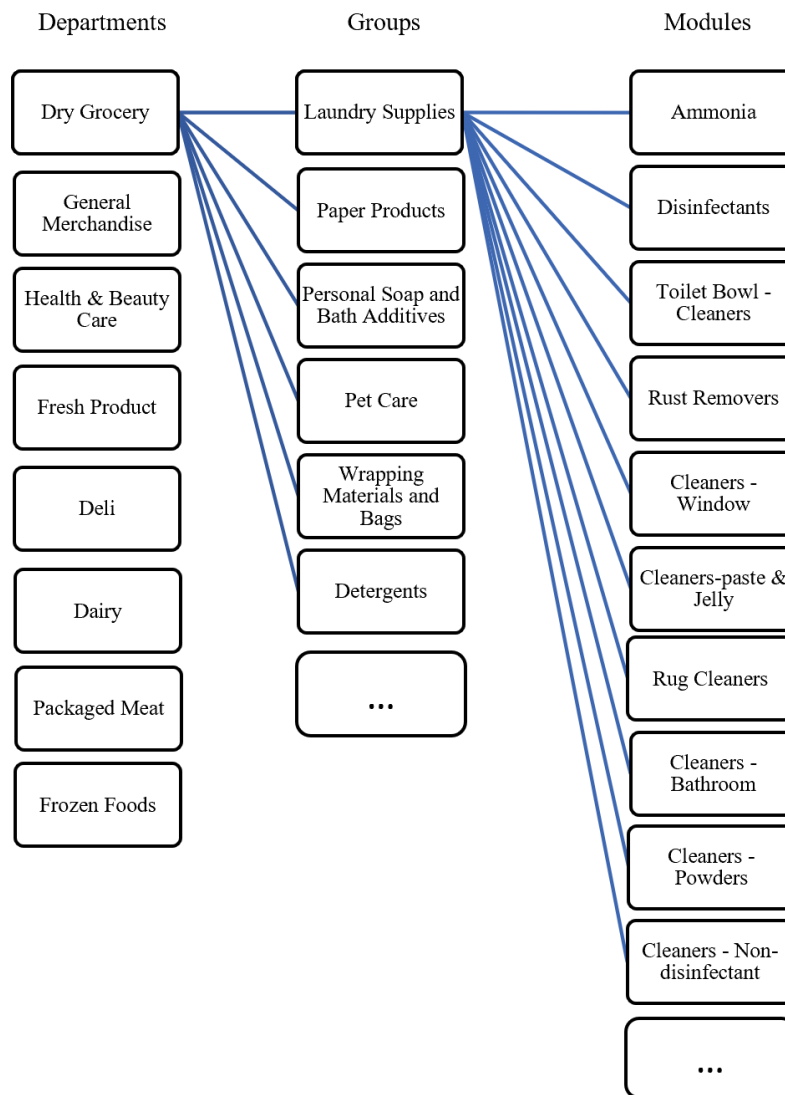 Departments
Groups
Modules
Dry Grocery
General
Merchandise
Health & Beauty
Care
Fresh Product
Deli
Dairy
Packaged Meat
Frozen Foods
Laundry Supplies
Paper Products
Personal Soap and
Bath Additives
Pet Care
Wrapping
Materials and
Bags
Detergents
...
Ammonia
Disinfectants
Toilet Bowl -
Cleaners
Rust Removers
Cleaners -
Window
Cleaners-paste &
Jelly
Rug Cleaners
Cleaners -
Bathroom
Cleaners -
Powders
Cleaners - Non-
disinfectant
...